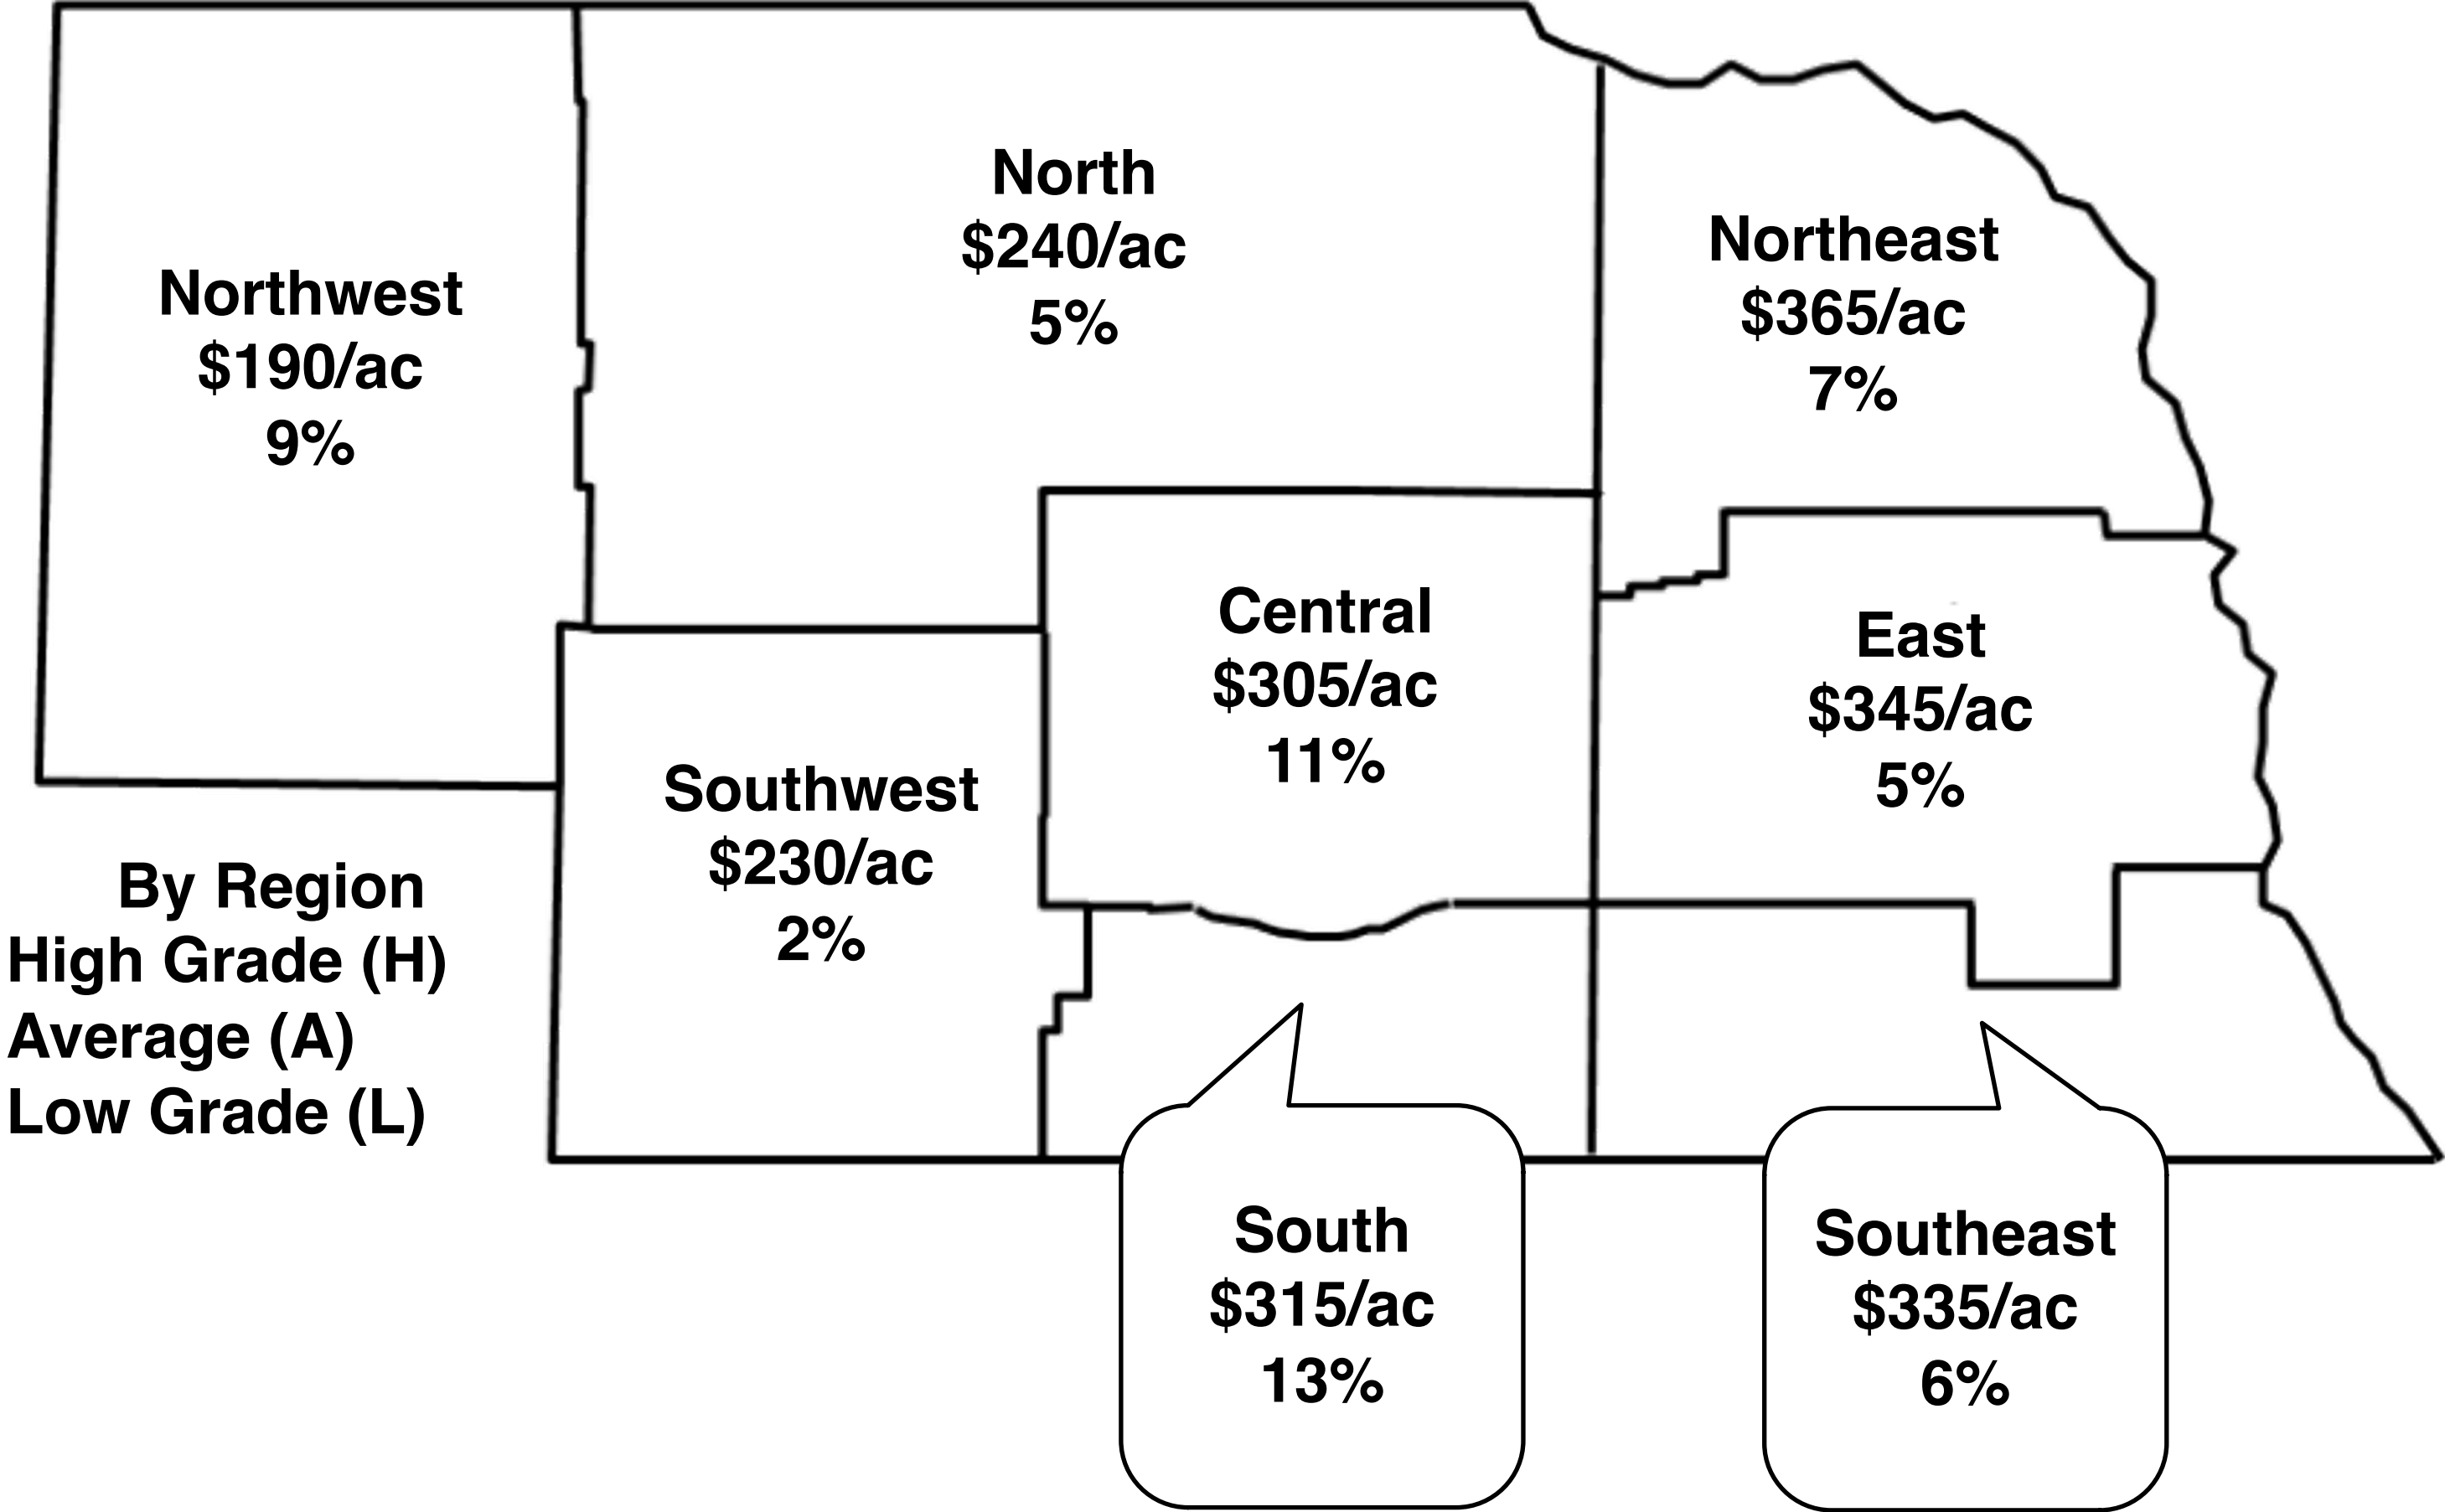 North
$240/ac
5%
Northeast
$365/ac
7%
Northwest
$190/ac
9%
Central
$305/ac
11%
East
$345/ac
5%
Southwest
$230/ac
2%
By Region
High Grade (H)
Average (A)
Low Grade (L)
South
$315/ac
13%
Southeast
$335/ac
6%